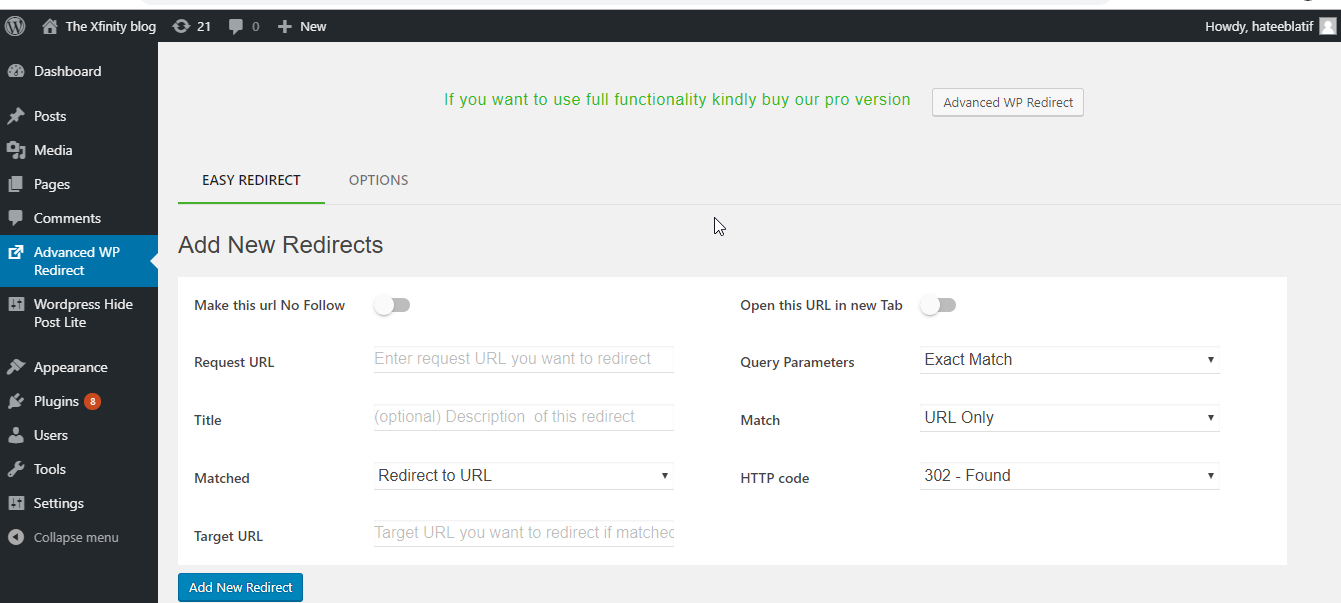 The Xfinity blog 21 0 New Howdy, hateeblatif
Dashboard
Posts
Media
Pages
Comments
Advanced WP
Redirect
Wordpress Hide
Post Lite
Appearance
Plugins 8
Users
Tools
Settings
Collapse menu
If you want to use full functionality kindly buy our pro version Advanced WP Redirect
EASY REDIRECT OPTIONS
Add New Redirects
Make this url No Follow Open this URL in new Tab
Request URL Enter request URL you want to redirect Query Parameters Exact Match
Title (optional) Description of this redirect Match URL Only
Matched Redirect to URL HTTP code 302 - Found
Target URL Target URL you want to redirect if matched
Add New Redirect